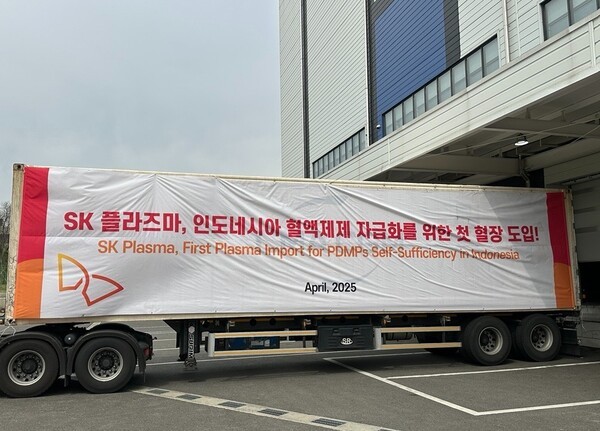 SK 플라즈마, 인도네시아 혈액제제 자급화를 위한 첫 혈장 도입!
SK Plasma, First Plasma Import for PDMPs Self-Sufficiency in Indonesia
April, 2025